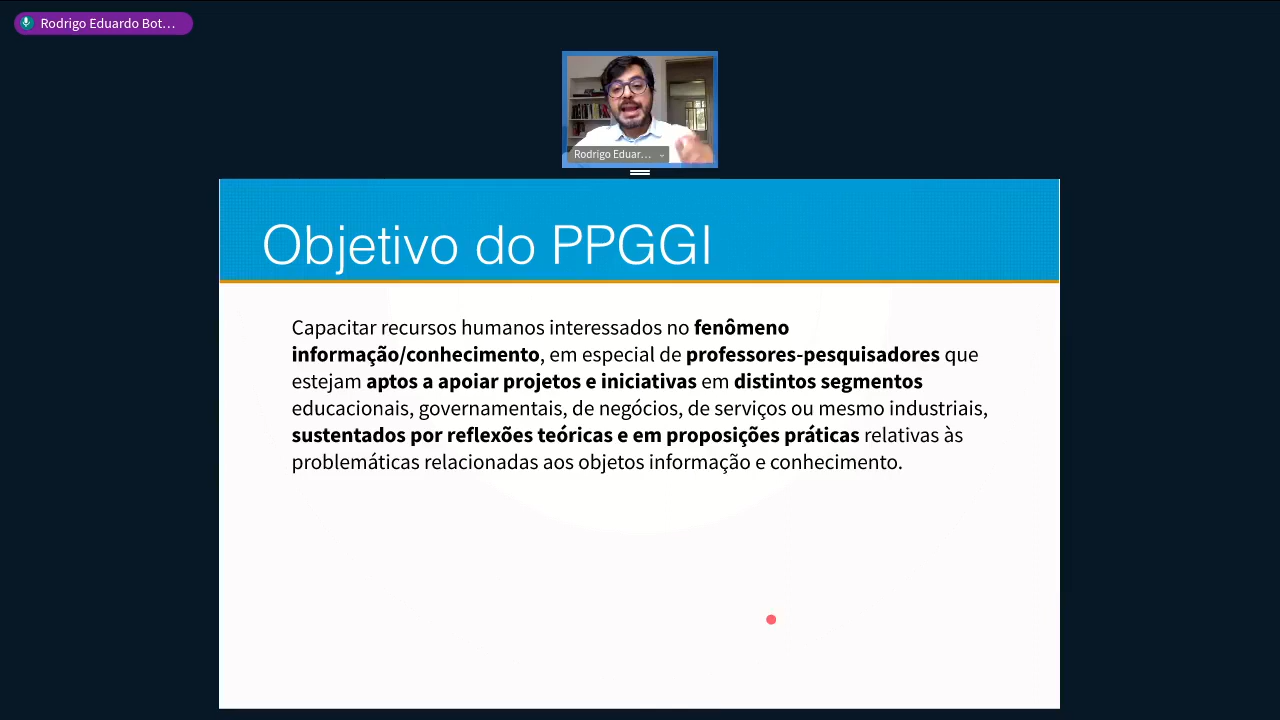 Rodrigo Eduardo Bot...
Rodrigo Eduar...
Objetivo do PPGGI
Capacitar recursos humanos interessados no fenômeno
informação/conhecimento, em especial de professores-pesquisadores que
estejam aptos a apoiar projetos e iniciativas em distintos segmentos
educacionais, governamentais, de negócios, de serviços ou mesmo industriais,
sustentados por reflexões teóricas e em proposições práticas relativas às
problemáticas relacionadas aos objetos informação e conhecimento.